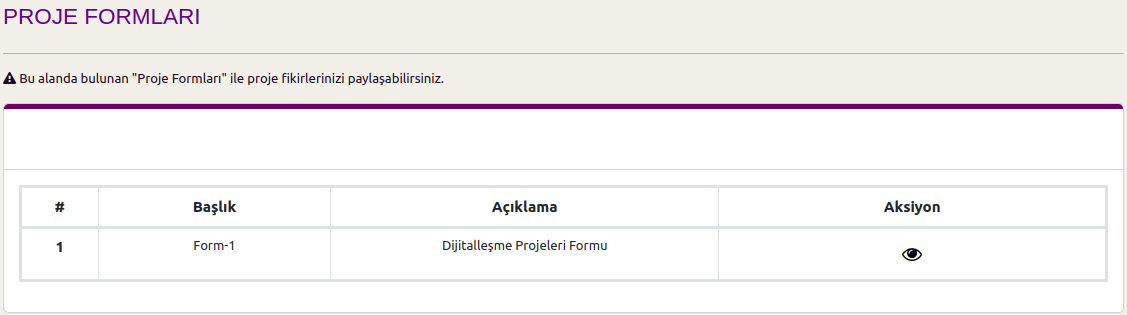 PROJE FORMLARI
Bu alanda bulunan "Proje Formları" ile proje fikirlerinizi paylaşabilirsiniz.
# Başlık Açıklama Aksiyon
1 Form-1 Dijitalleşme Projeleri Formu